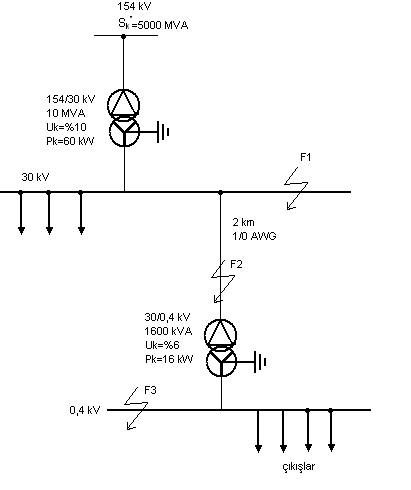 154 kV
Sk"=5000 MVA
154/30 kV
10 MVA
Uk=%10
Pk=60 kW
F1
30 kV
2 km
1/0 AWG
F2
30/0,4 kV
1600 kVA
Uk=%6
Pk=16 kW
F3
0,4 kV
çıkışlar